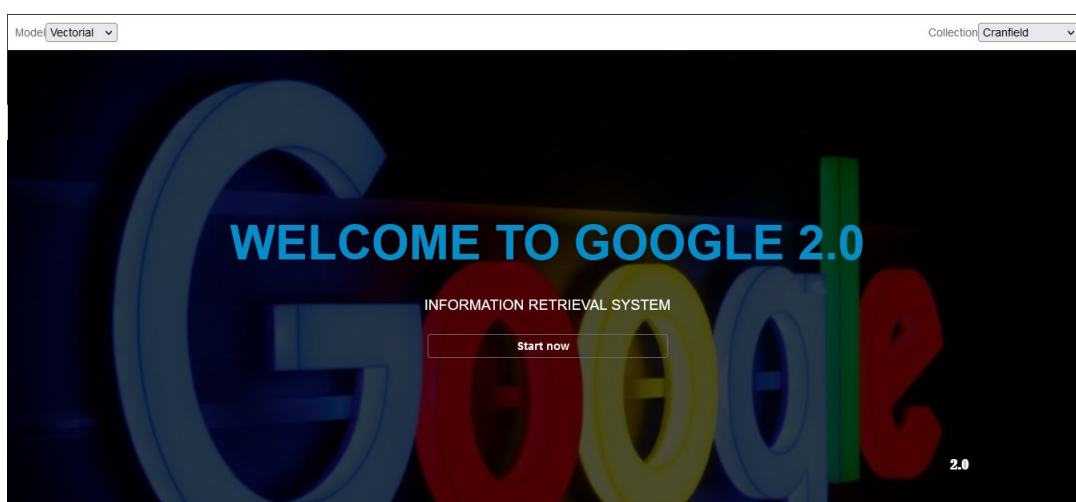 Model Vectorial
Collection Cranfield
Google
WELCOME TO GOOGLE 2.0
INFORMATION RETRIEVAL SYSTEM
Start now
2.0